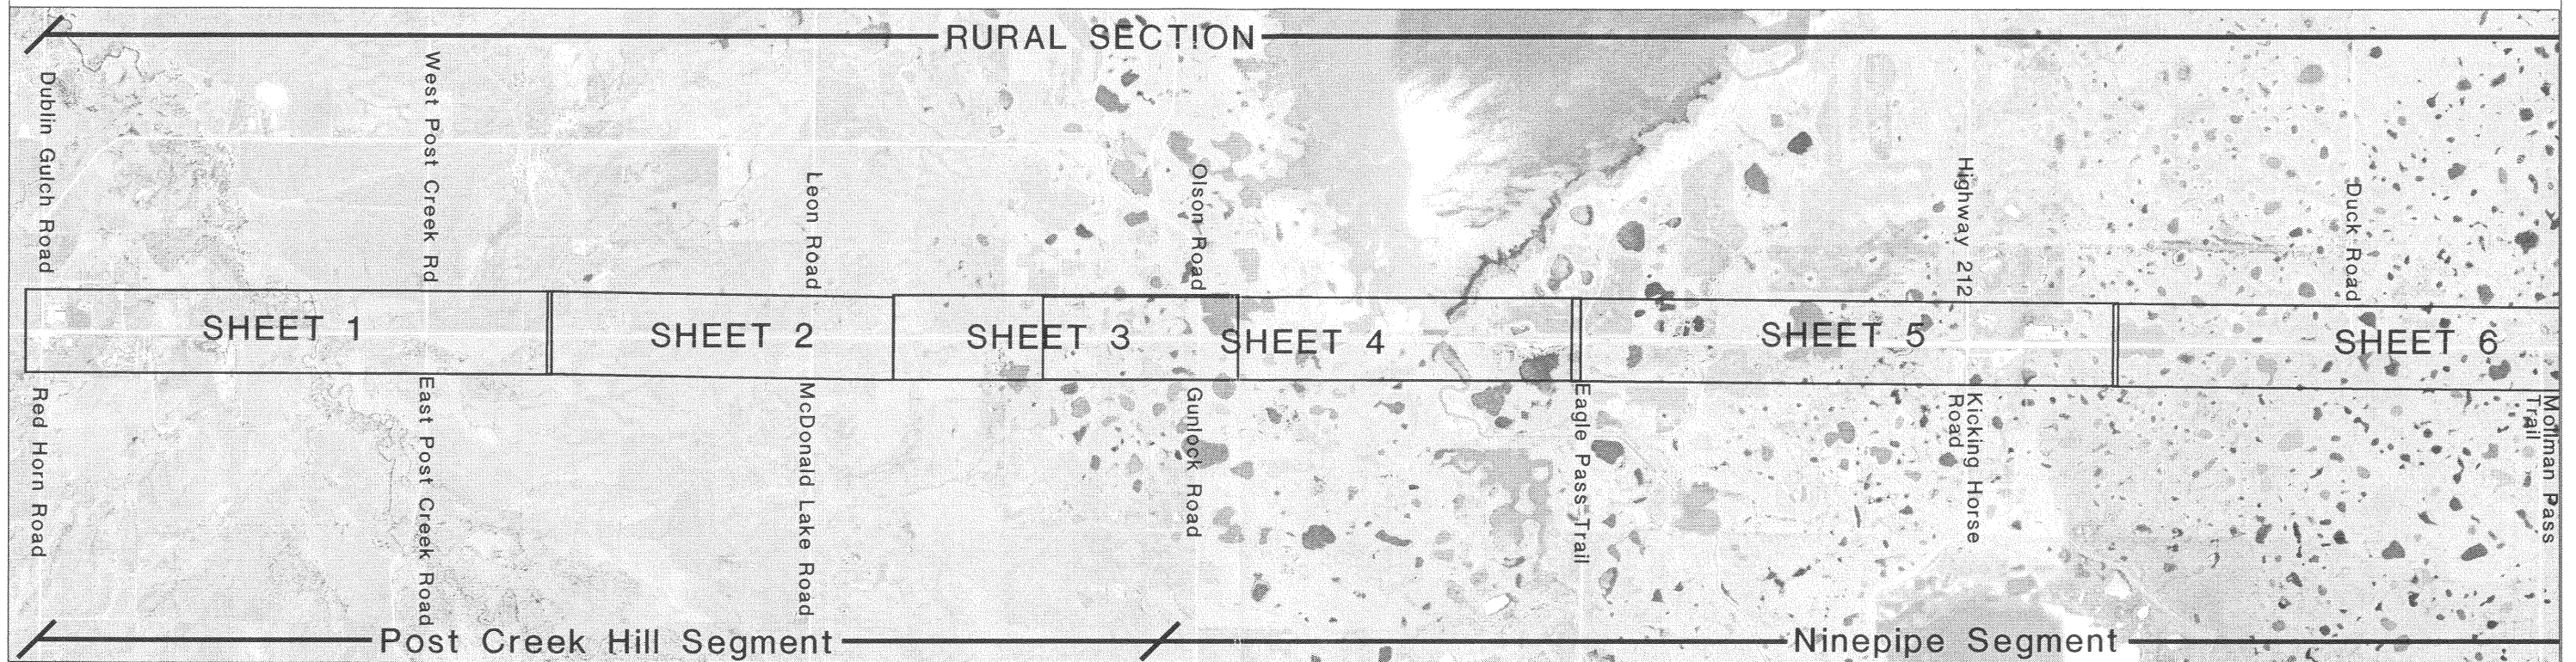 RURAL SECTION
Dublin Gulch Road
West Post Creek Rd
Leon Road
Olson Road
Highway 212
Duck Road
SHEET 1
SHEET 2
SHEET 3
SHEET 4
SHEET 5
SHEET 6
Red Horn Road
East Post Creek Road
McDonald Lake Road
Gunlock Road
Eagle Pass Trail
Kicking Horse
Road
Mollman Pass
Trail
Post Creek Hill Segment
Ninepipe Segment